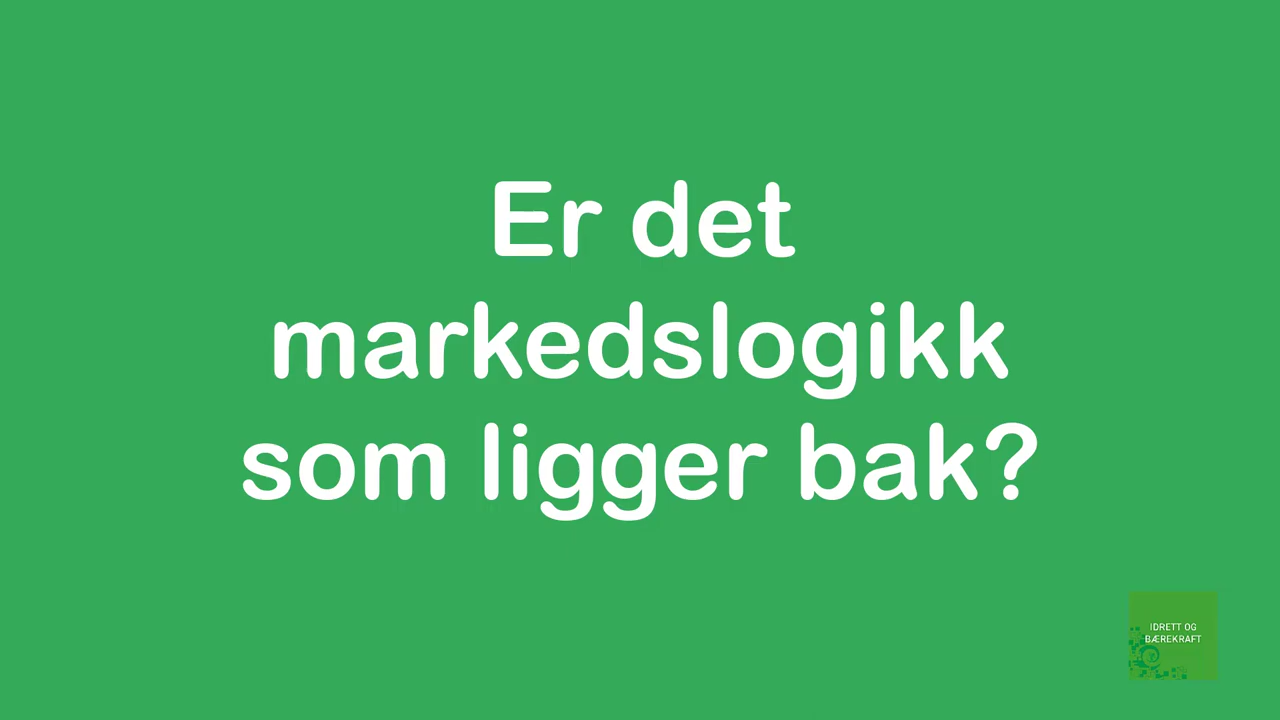 Er det
markedslogikk
som ligger bak?
IDRETT OG
BÆREKRAFT